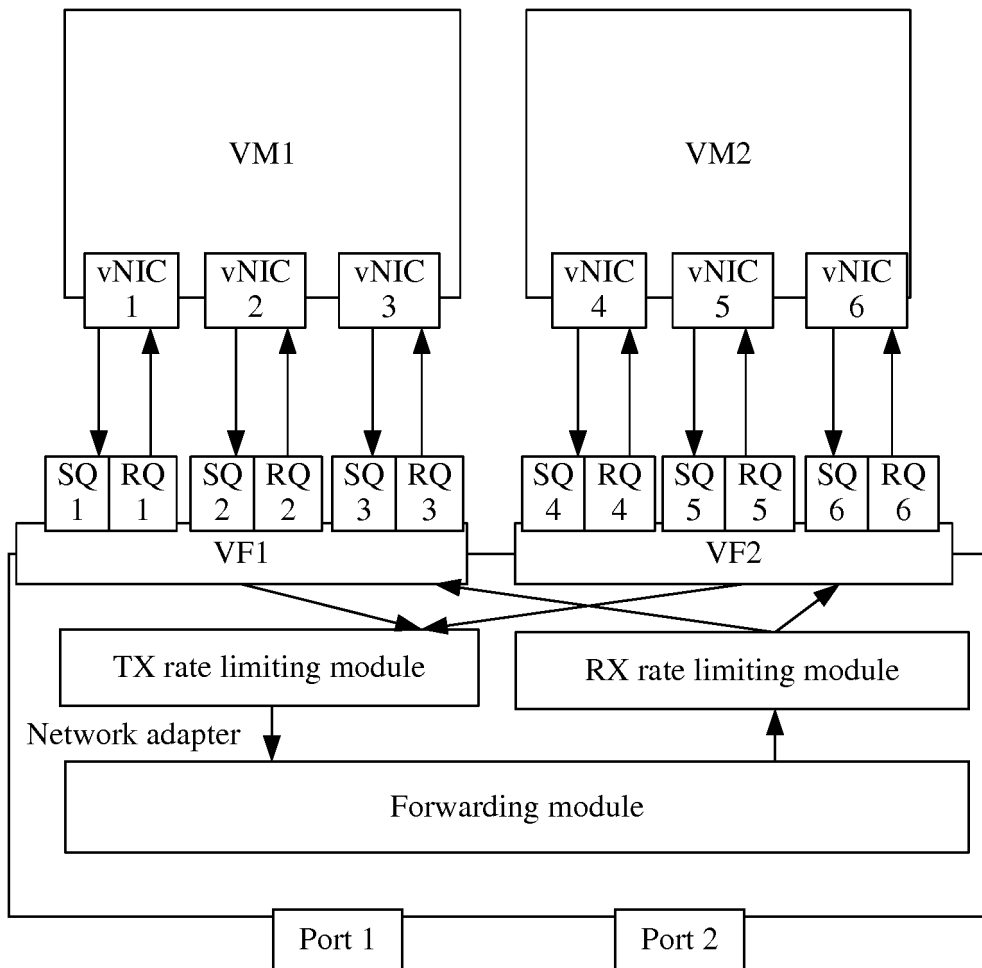 VM1
VM2
vNIC
1
vNIC
2
vNIC
3
vNIC
4
vNIC
5
vNIC
6
SQ
1
RQ
1
SQ
2
RQ
2
SQ
3
RQ
3
SQ
4
RQ
4
SQ
5
RQ
5
SQ
6
RQ
6
VF1
VF2
TX rate limiting module
RX rate limiting module
Network adapter
Forwarding module
Port 1
Port 2